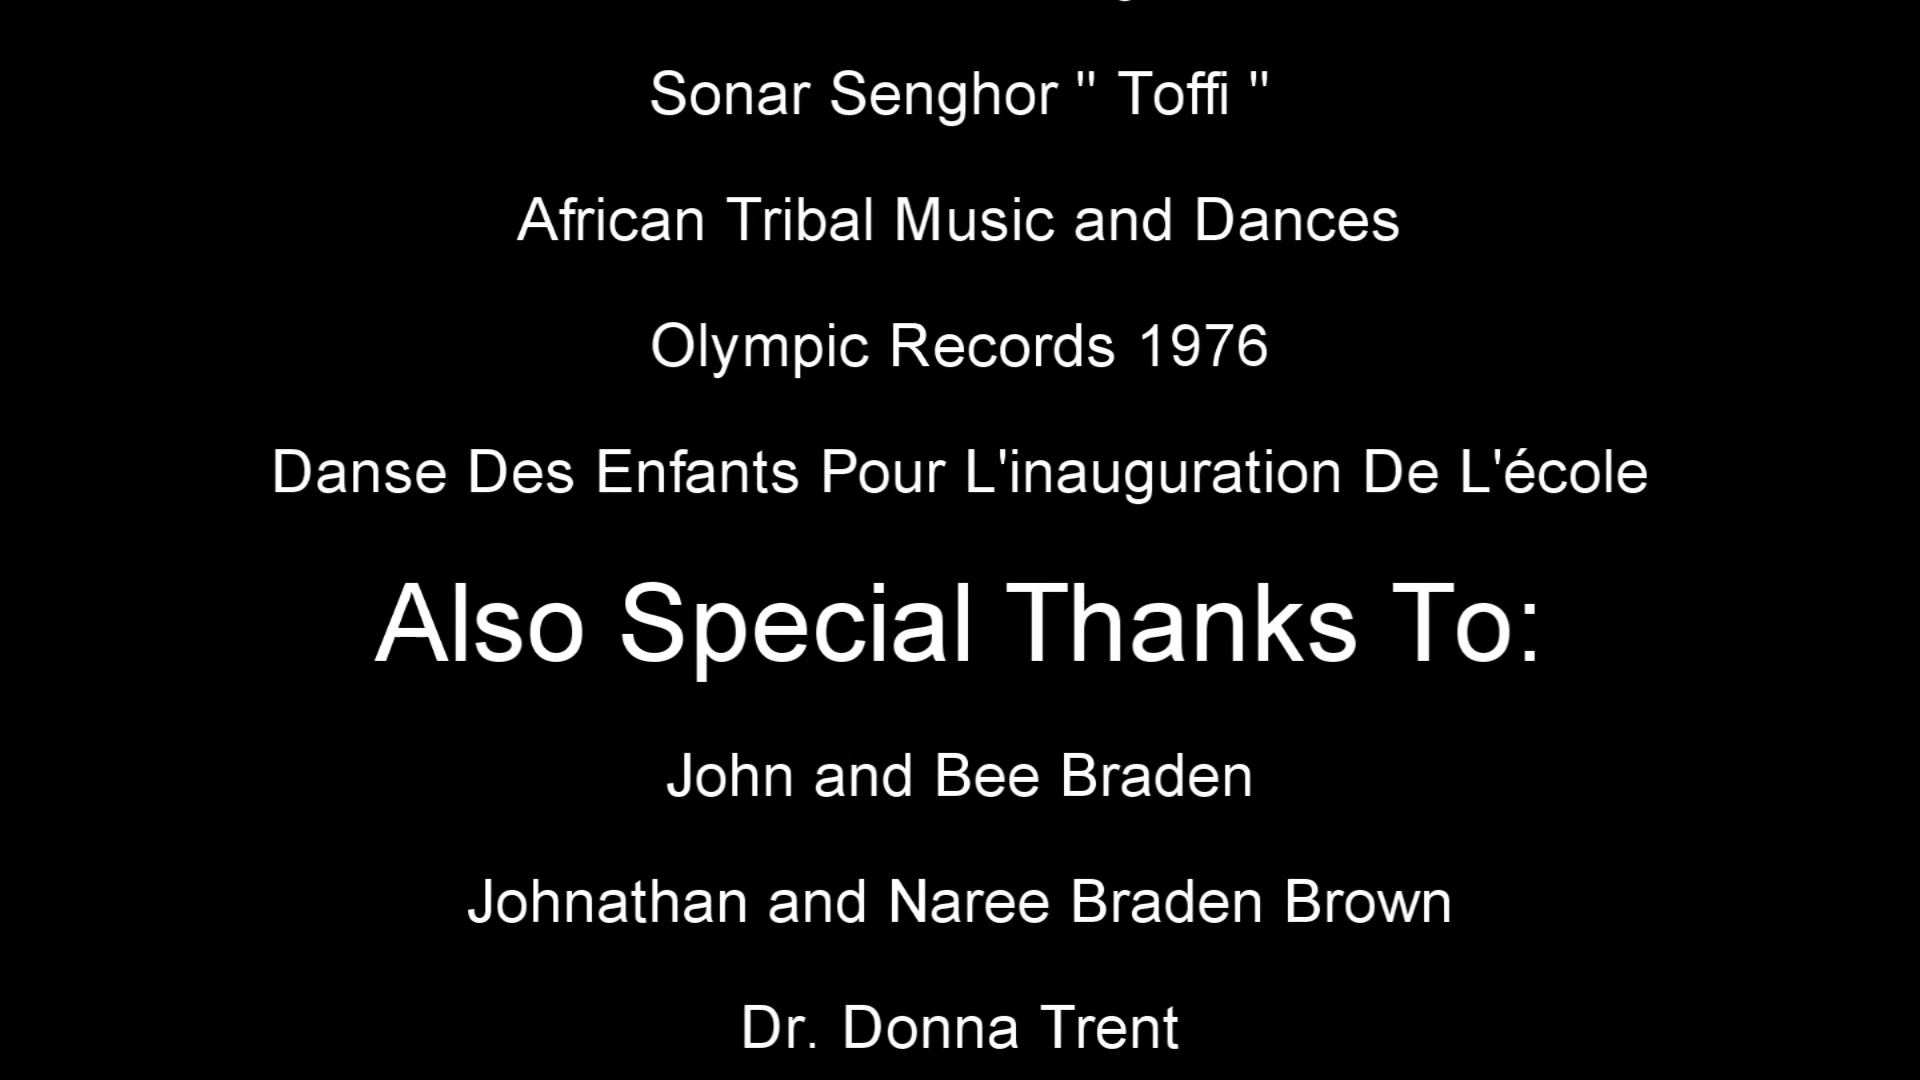 Sonar Senghor " Toffi "
African Tribal Music and Dances
Olympic Records 1976
Danse Des Enfants Pour L'inauguration De L'école
Also Special Thanks To:
John and Bee Braden
Johnathan and Naree Braden Brown
Dr. Donna Trent